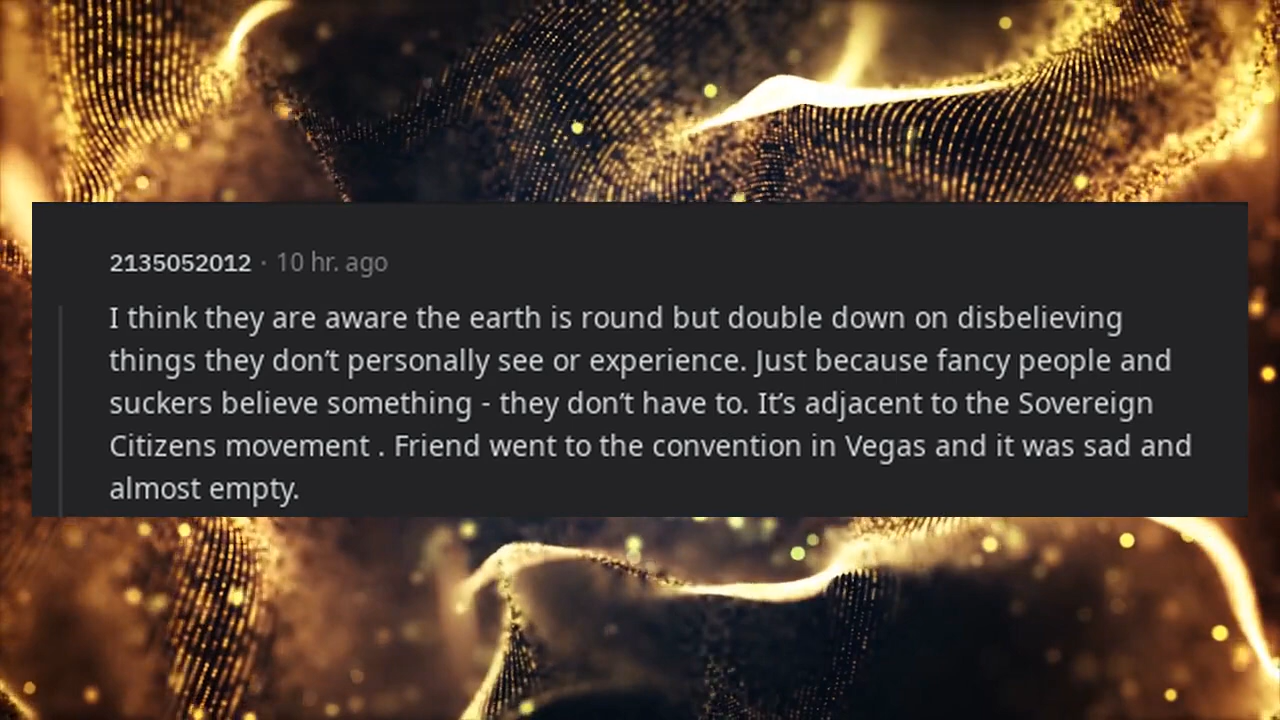 2135052012 · 10 hr. ago
I think they are aware the earth is round but double down on disbelieving
things they don’t personally see or experience. Just because fancy people and
suckers believe something - they don’t have to. It’s adjacent to the Sovereign
Citizens movement . Friend went to the convention in Vegas and it was sad and
almost empty.